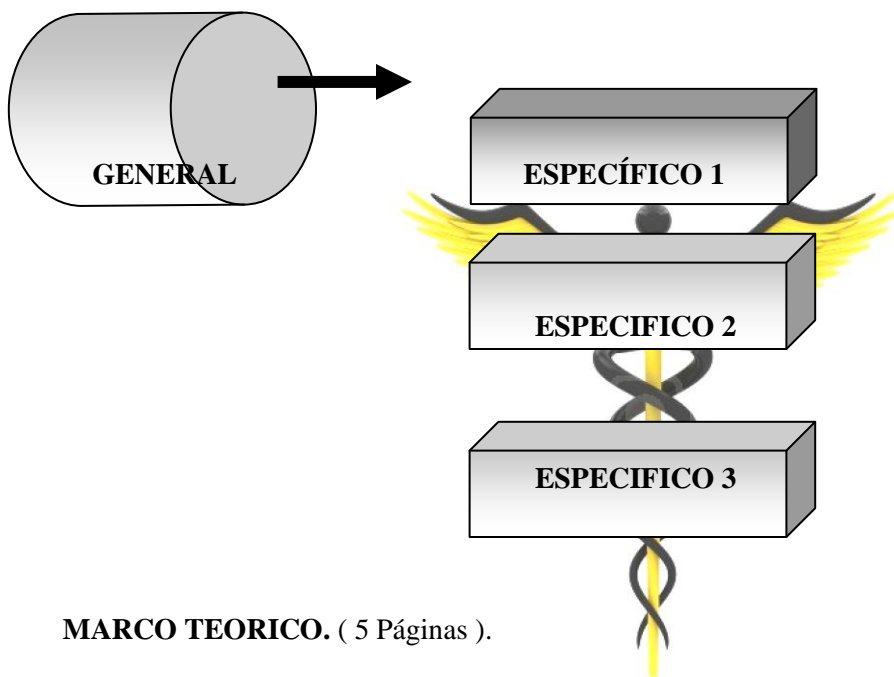 GENERAL
ESPECÍFICO 1
ESPECIFICO 2
ESPECIFICO 3
MARCO TEORICO. ( 5 Páginas ).